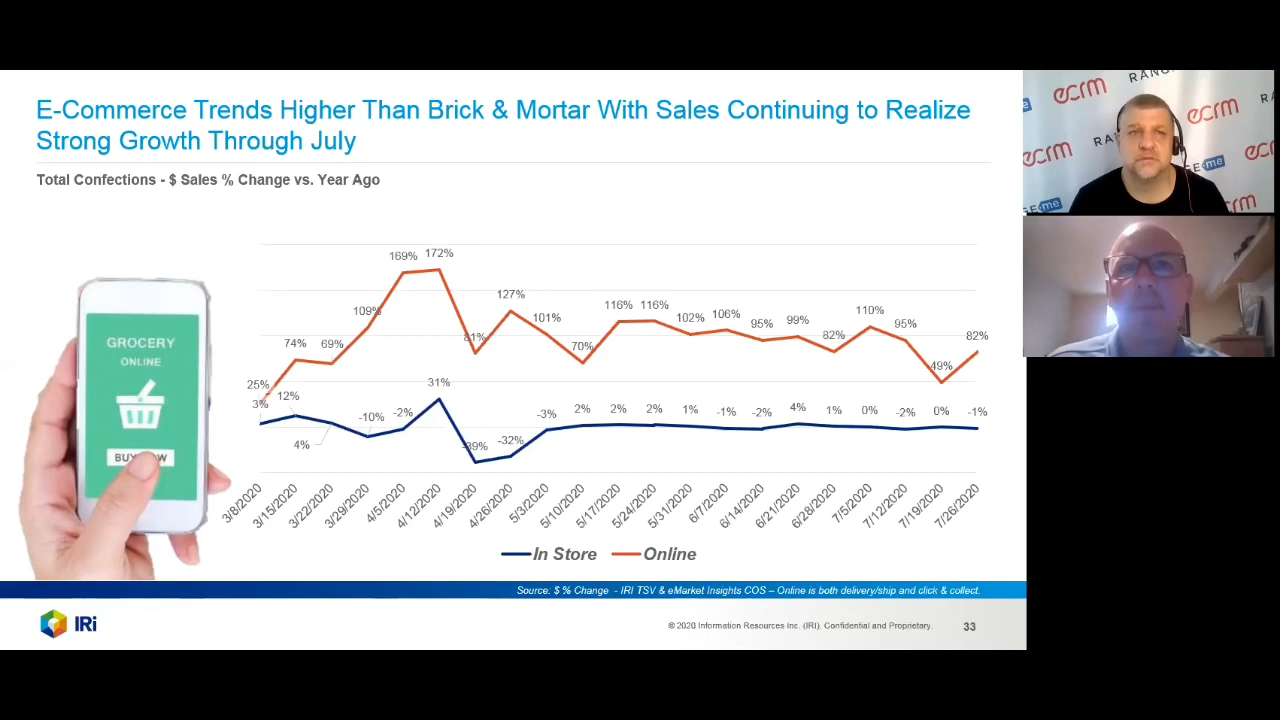 E-Commerce Trends Higher Than Brick & Mortar With Sales Continuing to Realize
Strong Growth Through July
Total Confections - $ Sales % Change vs. Year Ago
GROCERY
ONLINE
25% 74% 69% 109% 169% 172% 81% 127% 101% 70% 116% 116% 102% 106% 95% 99% 82% 110% 95% 49% 82%
3% 12% 4% -10% -2% 31% -39% -32% -3% 2% 2% 2% 1% -1% -2% 4% 1% 0% -2% 0% -1%
3/8/2020 3/15/2020 3/22/2020 3/29/2020 4/5/2020 4/12/2020 4/19/2020 4/26/2020 5/3/2020 5/10/2020 5/17/2020 5/24/2020 5/31/2020 6/7/2020 6/14/2020 6/21/2020 6/28/2020 7/5/2020 7/12/2020 7/19/2020 7/26/2020
In Store Online
Source: $ % Change - IRI TSV & eMarket Insights COS – Online is both delivery/ship and click & collect.
IRi
© 2020 Information Resources Inc. (IRI). Confidential and Proprietary. 33
ecrm
ecrm
ecrm
me
me